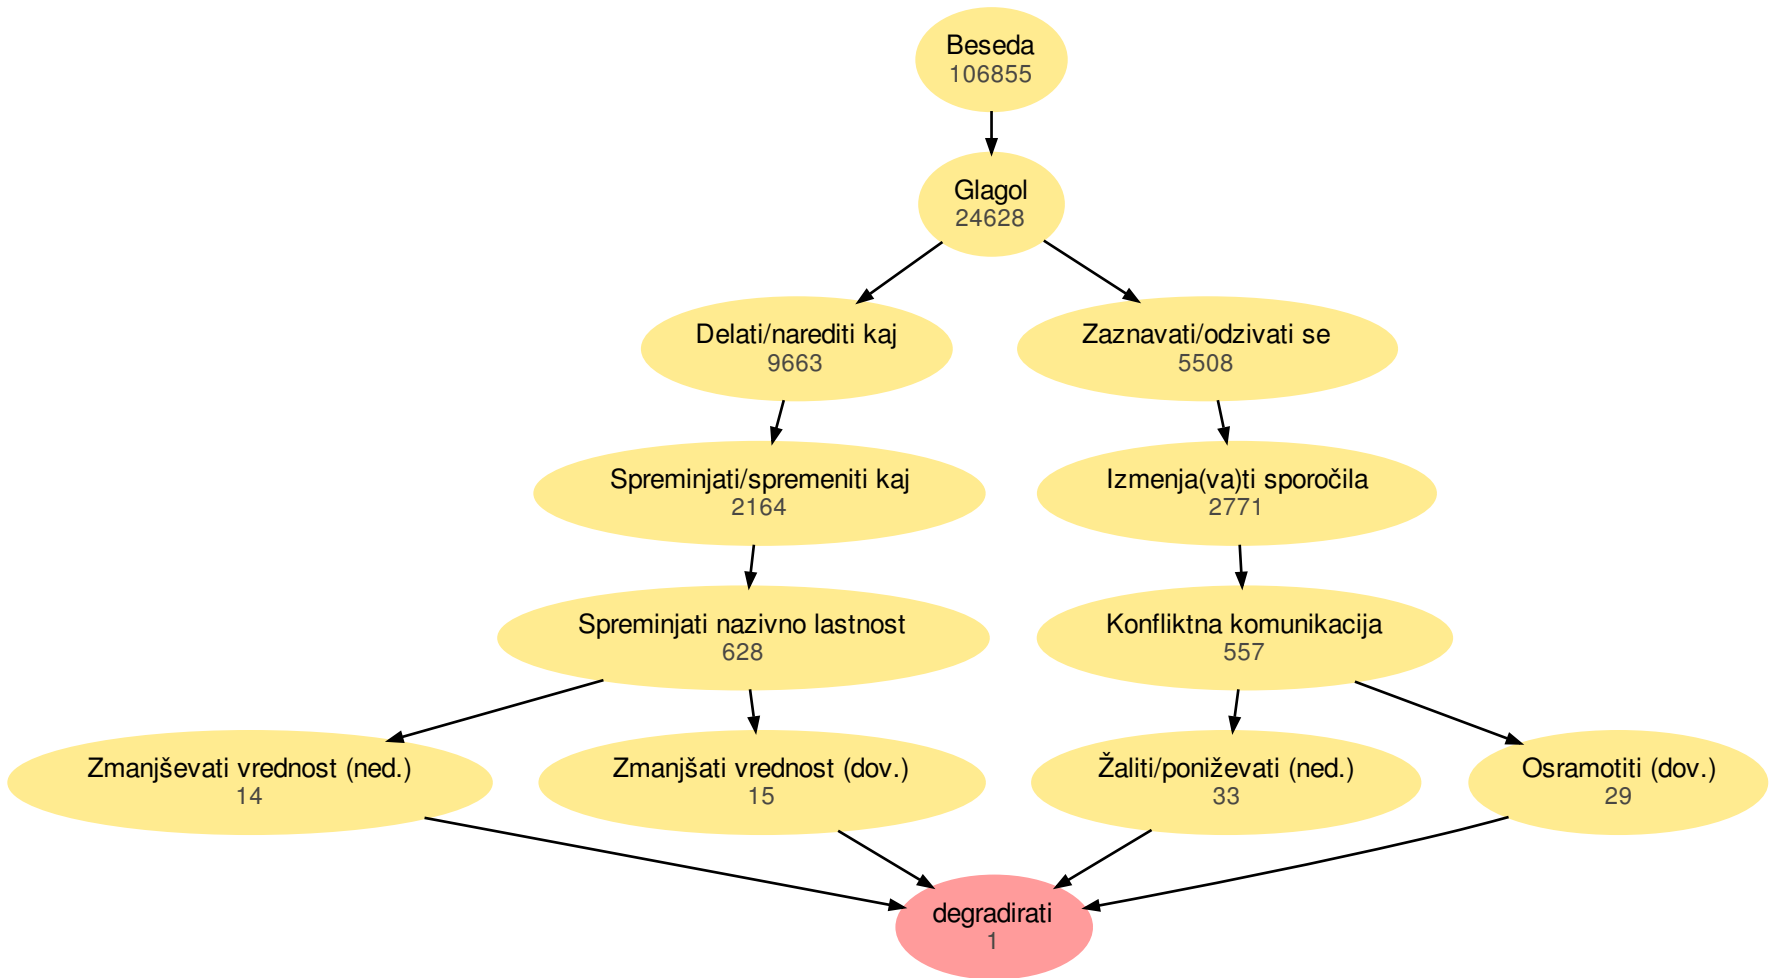 Beseda
106855
Glagol
24628
Delati/narediti kaj
9663
Zaznavati/odzivati se
5508
Spreminjati/spremeniti kaj
2164
Izmenja(va)ti sporočila
2771
Spreminjati nazivno lastnost
628
Konfliktna komunikacija
557
Zmanjševati vrednost (ned.)
14
Zmanjšati vrednost (dov.)
15
Žaliti/poniževati (ned.)
33
Osramotiti (dov.)
29
degradirati
1